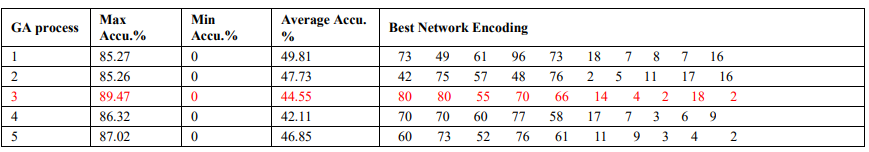 GA process Max Accu.% Min Accu.% Average Accu. % Best Network Encoding
1 85.27 0 49.81 73 49 61 96 73 18 7 8 7 16
2 85.26 0 47.73 42 75 57 48 76 2 5 11 17 16
3 89.47 0 44.55 80 80 55 70 66 14 4 2 18 2
4 86.32 0 42.11 70 70 60 77 58 17 7 3 6 9
5 87.02 0 46.85 60 73 52 76 61 11 9 3 4 2